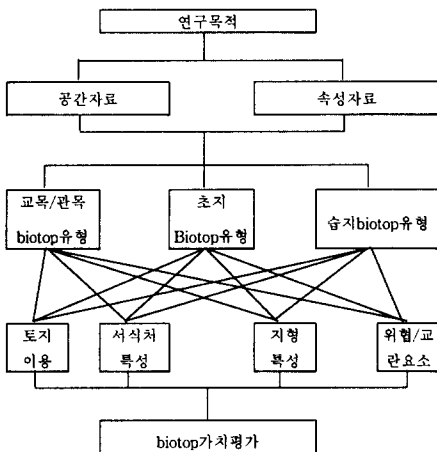 연구목적
공간자료
속성자료
교목/관목
biotop유형
초지
Biotop유형
습지biotop유형
토지
이용
서식처
특성
지형
특성
위협/교
란요소
biotop가치평가